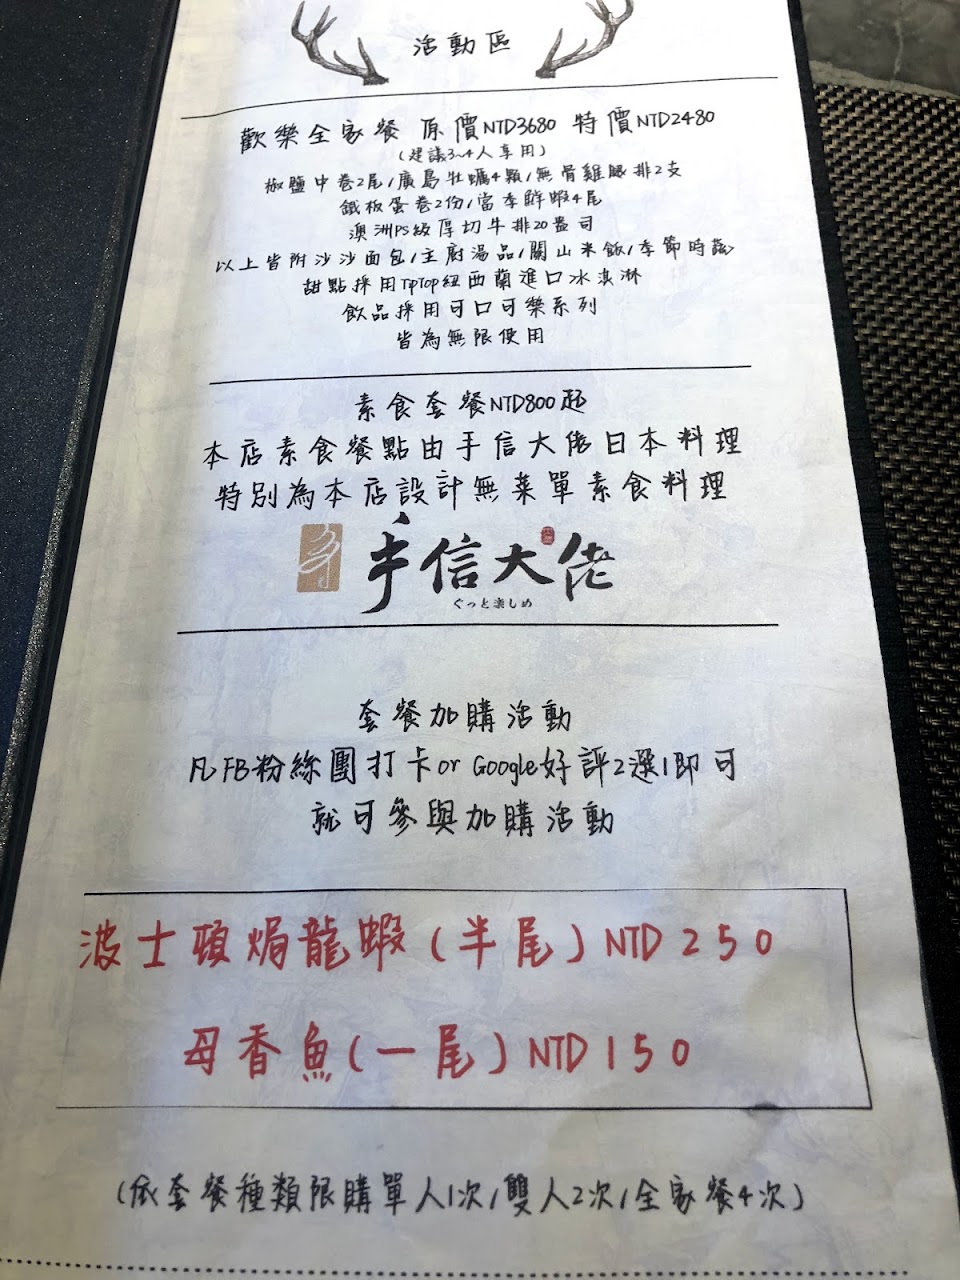 活動區
歡樂全家餐 原價NTD3680 特價NTD2480
(建議3~4人享用)
椒鹽中卷2尾/廣島牡蠣4顆/無骨雞腿排2支
鐵板蛋卷2份/當季鮮蝦4尾
澳洲PS級厚切牛排20盎司
以上皆附沙沙面包/主廚湯品/關山米飯/季節時蔬
甜點採用TipTop紐西蘭進口冰淇淋
飲品採用可口可樂系列
皆為無限使用
素食套餐NTD800起
本店素食餐點由手信大佬日本料理
特別為本店設計無菜單素食料理
手信大佬
ぐっと楽しめ
套餐加購活動
凡FB粉絲團打卡or Google好評2選1即可
就可參與加購活動
波士頓焗龍蝦(半尾)NTD250
母香魚(一尾)NTD150
(依套餐種類限購單人1次/雙人2次/全家餐4次)